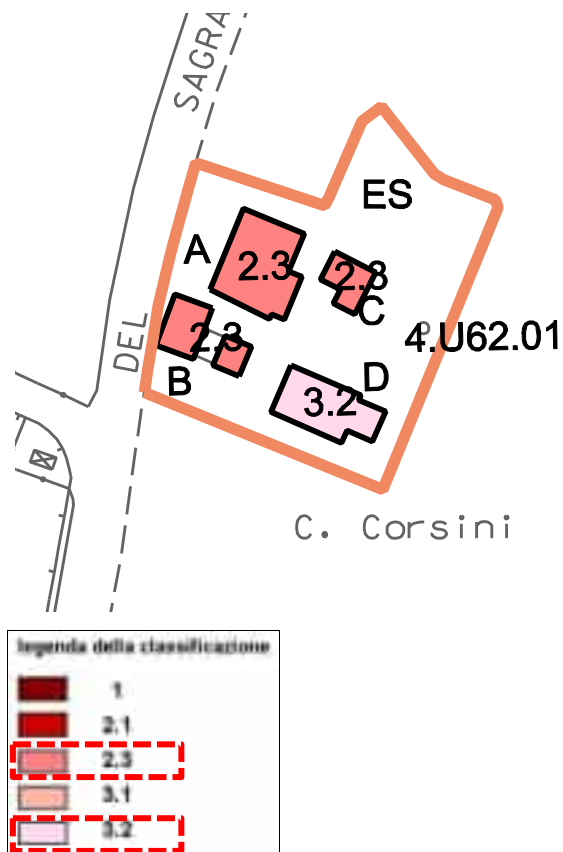 SAGRA
ES
A
2.3
2.3
C
DEL
2.3
4.U62.01
B
D
3.2
C. Corsini
legenda della classificazione
1
2.1
2.3
3.1
3.2